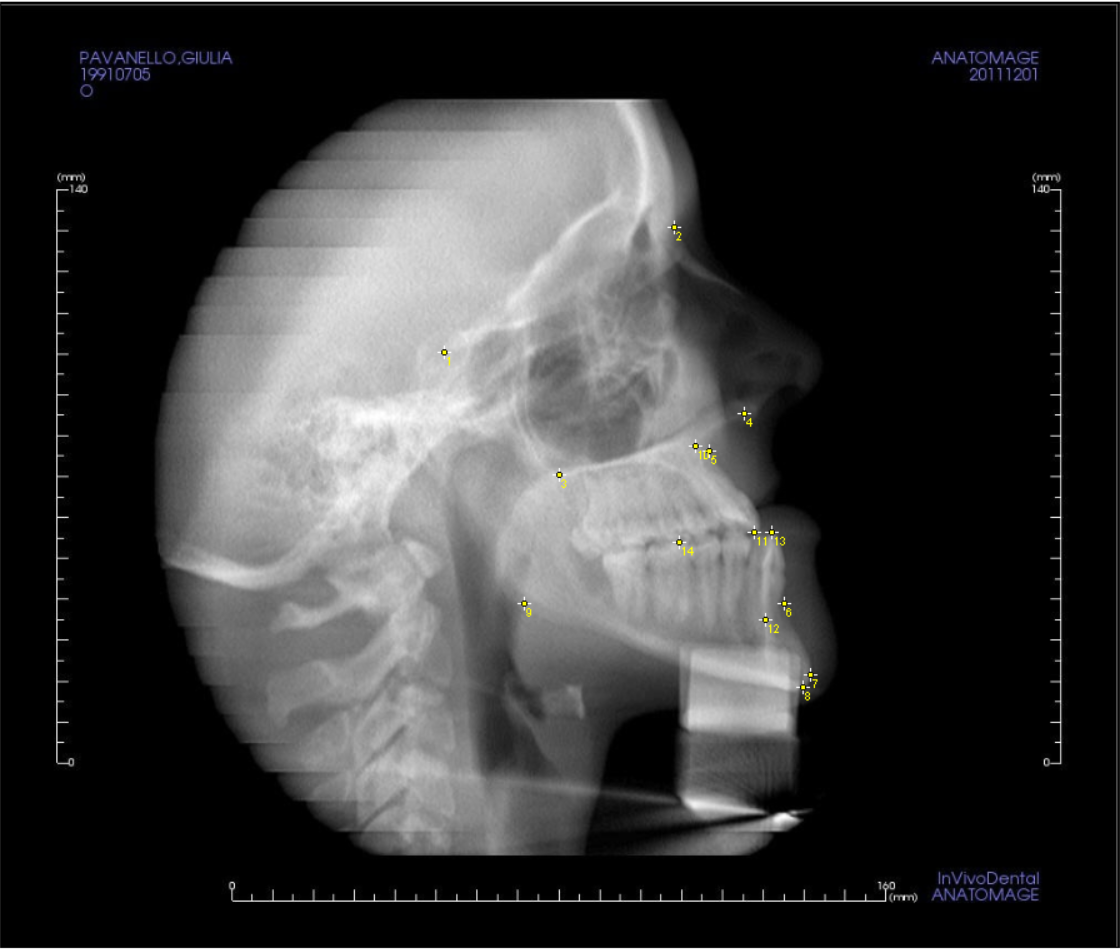 PAVANELLO,GIULIA
19910705
O
ANATOMAGE
20111201
(mm)
140
(mm)
140
2
1
4
10
5
3
11
13
14
9
6
12
7
8
0
0
0
160
(mm)
InVivoDental
ANATOMAGE